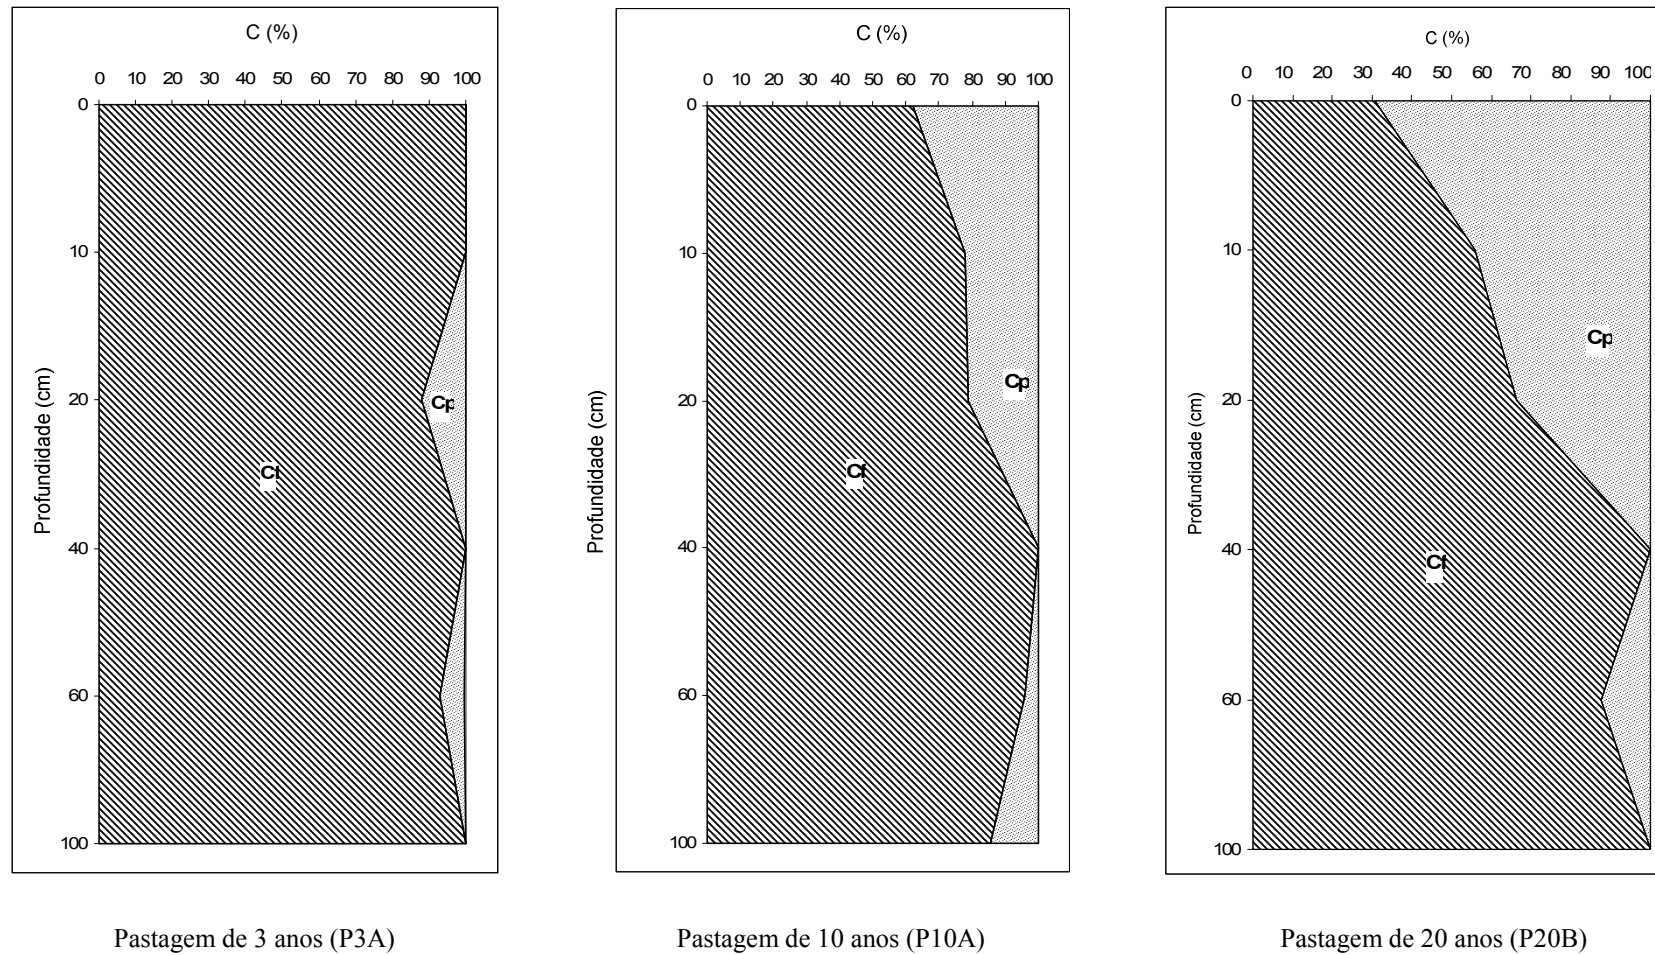 C (%)
0 10 20 30 40 50 60 70 80 90 100
0
10
20
40
60
100
Profundidade (cm)
Cf
Cp
Pastagem de 3 anos (P3A)
C (%)
0 10 20 30 40 50 60 70 80 90 100
0
10
20
40
60
100
Profundidade (cm)
Cf
Cp
Pastagem de 10 anos (P10A)
C (%)
0 10 20 30 40 50 60 70 80 90 100
0
10
20
40
60
100
Profundidade (cm)
Cp
Cf
Pastagem de 20 anos (P20B)